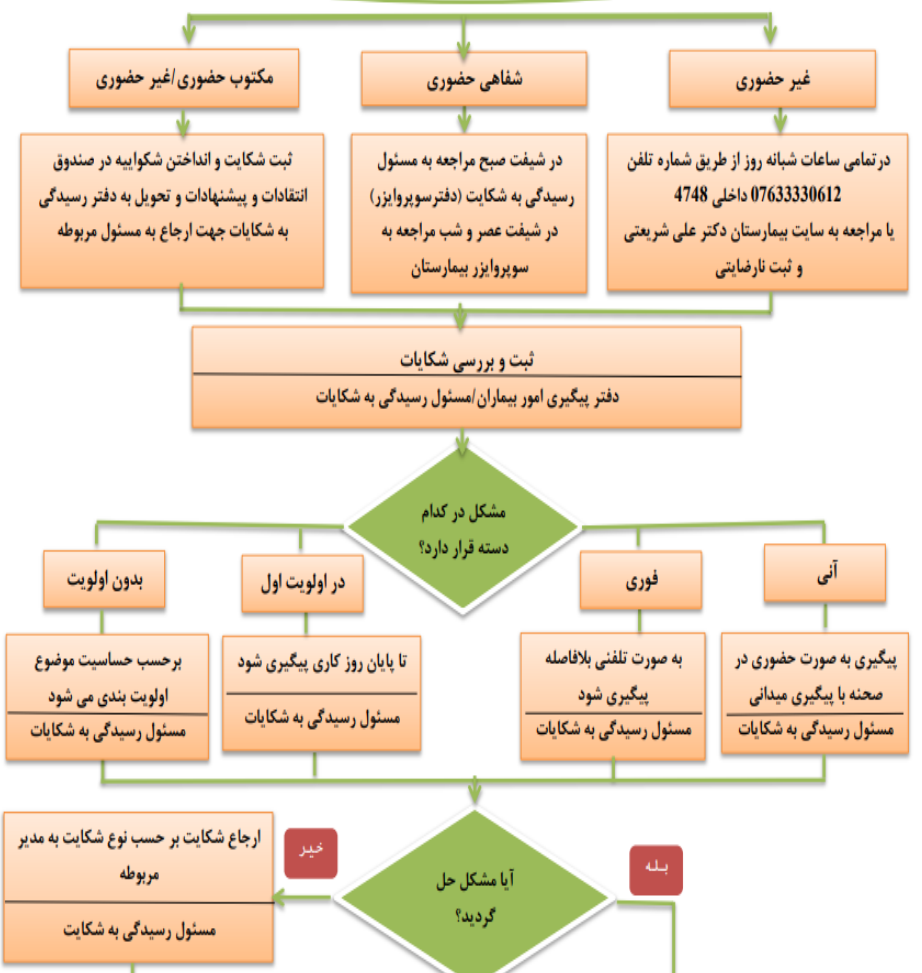 غیر حضوری
شفاهی حضوری
مکتوب حضوری/غیر حضوری
در تمامی ساعات شبانه روز از طریق شماره تلفن
07633330612 داخلی 4748
یا مراجعه به سایت بیمارستان دکتر علی شریعتی
و ثبت نارضایتی
در شیفت صبح مراجعه به مسئول
رسیدگی به شکایت (دفترسوپروایزر)
در شیفت عصر و شب مراجعه به
سوپروایزر بیمارستان
ثبت شکایت و انداختن شکواییه در صندوق
انتقادات و پیشنهادات و تحویل به دفتر رسیدگی
به شکایات جهت ارجاع به مسئول مربوطه
ثبت و بررسی شکایات
دفتر پیگیری امور بیماران/مسئول رسیدگی به شکایات
مشکل در کدام
دسته قرار دارد؟
آنی
فوری
در اولویت اول
بدون اولویت
پیگیری به صورت حضوری در
صحنه با پیگیری میدانی
مسئول رسیدگی به شکایات
به صورت تلفنی بلافاصله
پیگیری شود
مسئول رسیدگی به شکایات
تا پایان روز کاری پیگیری شود
مسئول رسیدگی به شکایات
برحسب حساسیت موضوع
اولویت بندی می شود
مسئول رسیدگی به شکایات
بله
آیا مشکل حل
گردید؟
خیر
ارجاع شکایت بر حسب نوع شکایت به مدیر
مربوطه
مسئول رسیدگی به شکایت